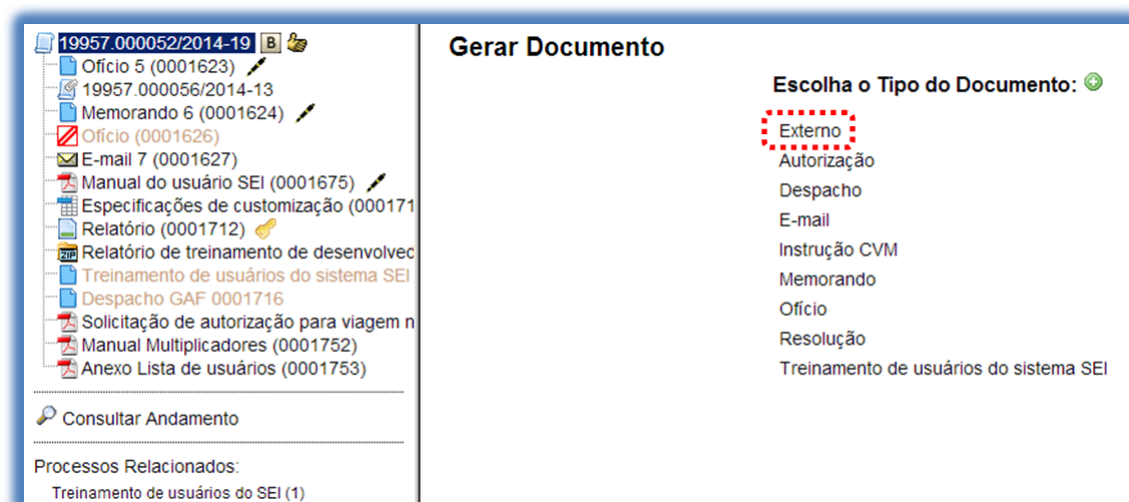 19957.000052/2014-19 B
Ofício 5 (0001623)
19957.000056/2014-13
Memorando 6 (0001624)
Ofício (0001626)
E-mail 7 (0001627)
Manual do usuário SEI (0001675)
Especificações de customização (000171
Relatório (0001712)
ZIP Relatório de treinamento de desenvolvec
Treinamento de usuários do sistema SEI
Despacho GAF 0001716
Solicitação de autorização para viagem n
Manual Multiplicadores (0001752)
Anexo Lista de usuários (0001753)
Consultar Andamento
Processos Relacionados:
Treinamento de usuários do SEI (1)
Gerar Documento
Escolha o Tipo do Documento:
Externo
Autorização
Despacho
E-mail
Instrução CVM
Memorando
Ofício
Resolução
Treinamento de usuários do sistema SEI